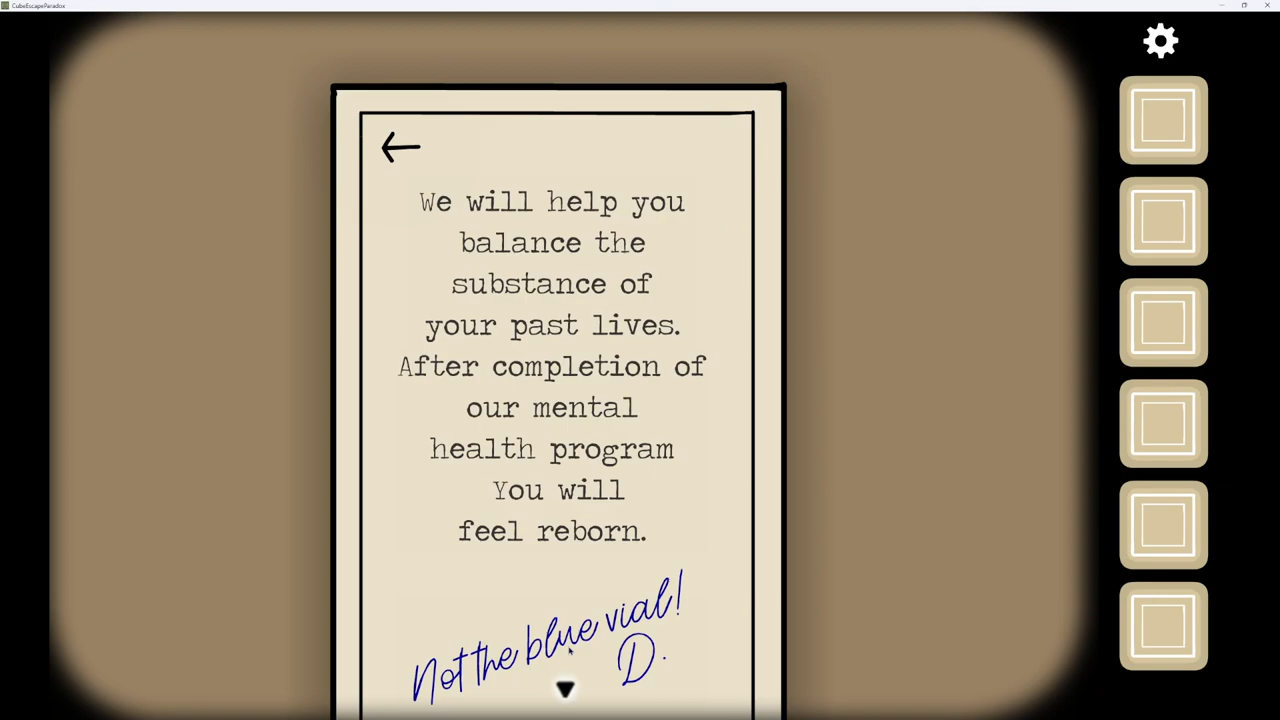 CubeEscapeParadox
We will help you
balance the
substance of
your past lives.
After completion of
our mental
health program
You will
feel reborn.
Not the blue vial!
D.